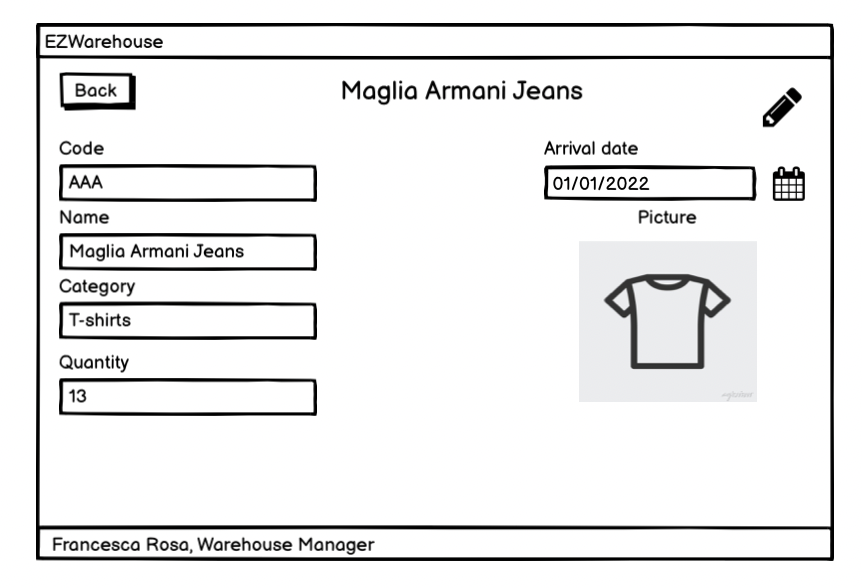 EZWarehouse
Back
Maglia Armani Jeans
Code
AAA
Arrival date
01/01/2022
Name
Maglia Armani Jeans
Picture
Category
T-shirts
Quantity
13
Francesca Rosa, Warehouse Manager